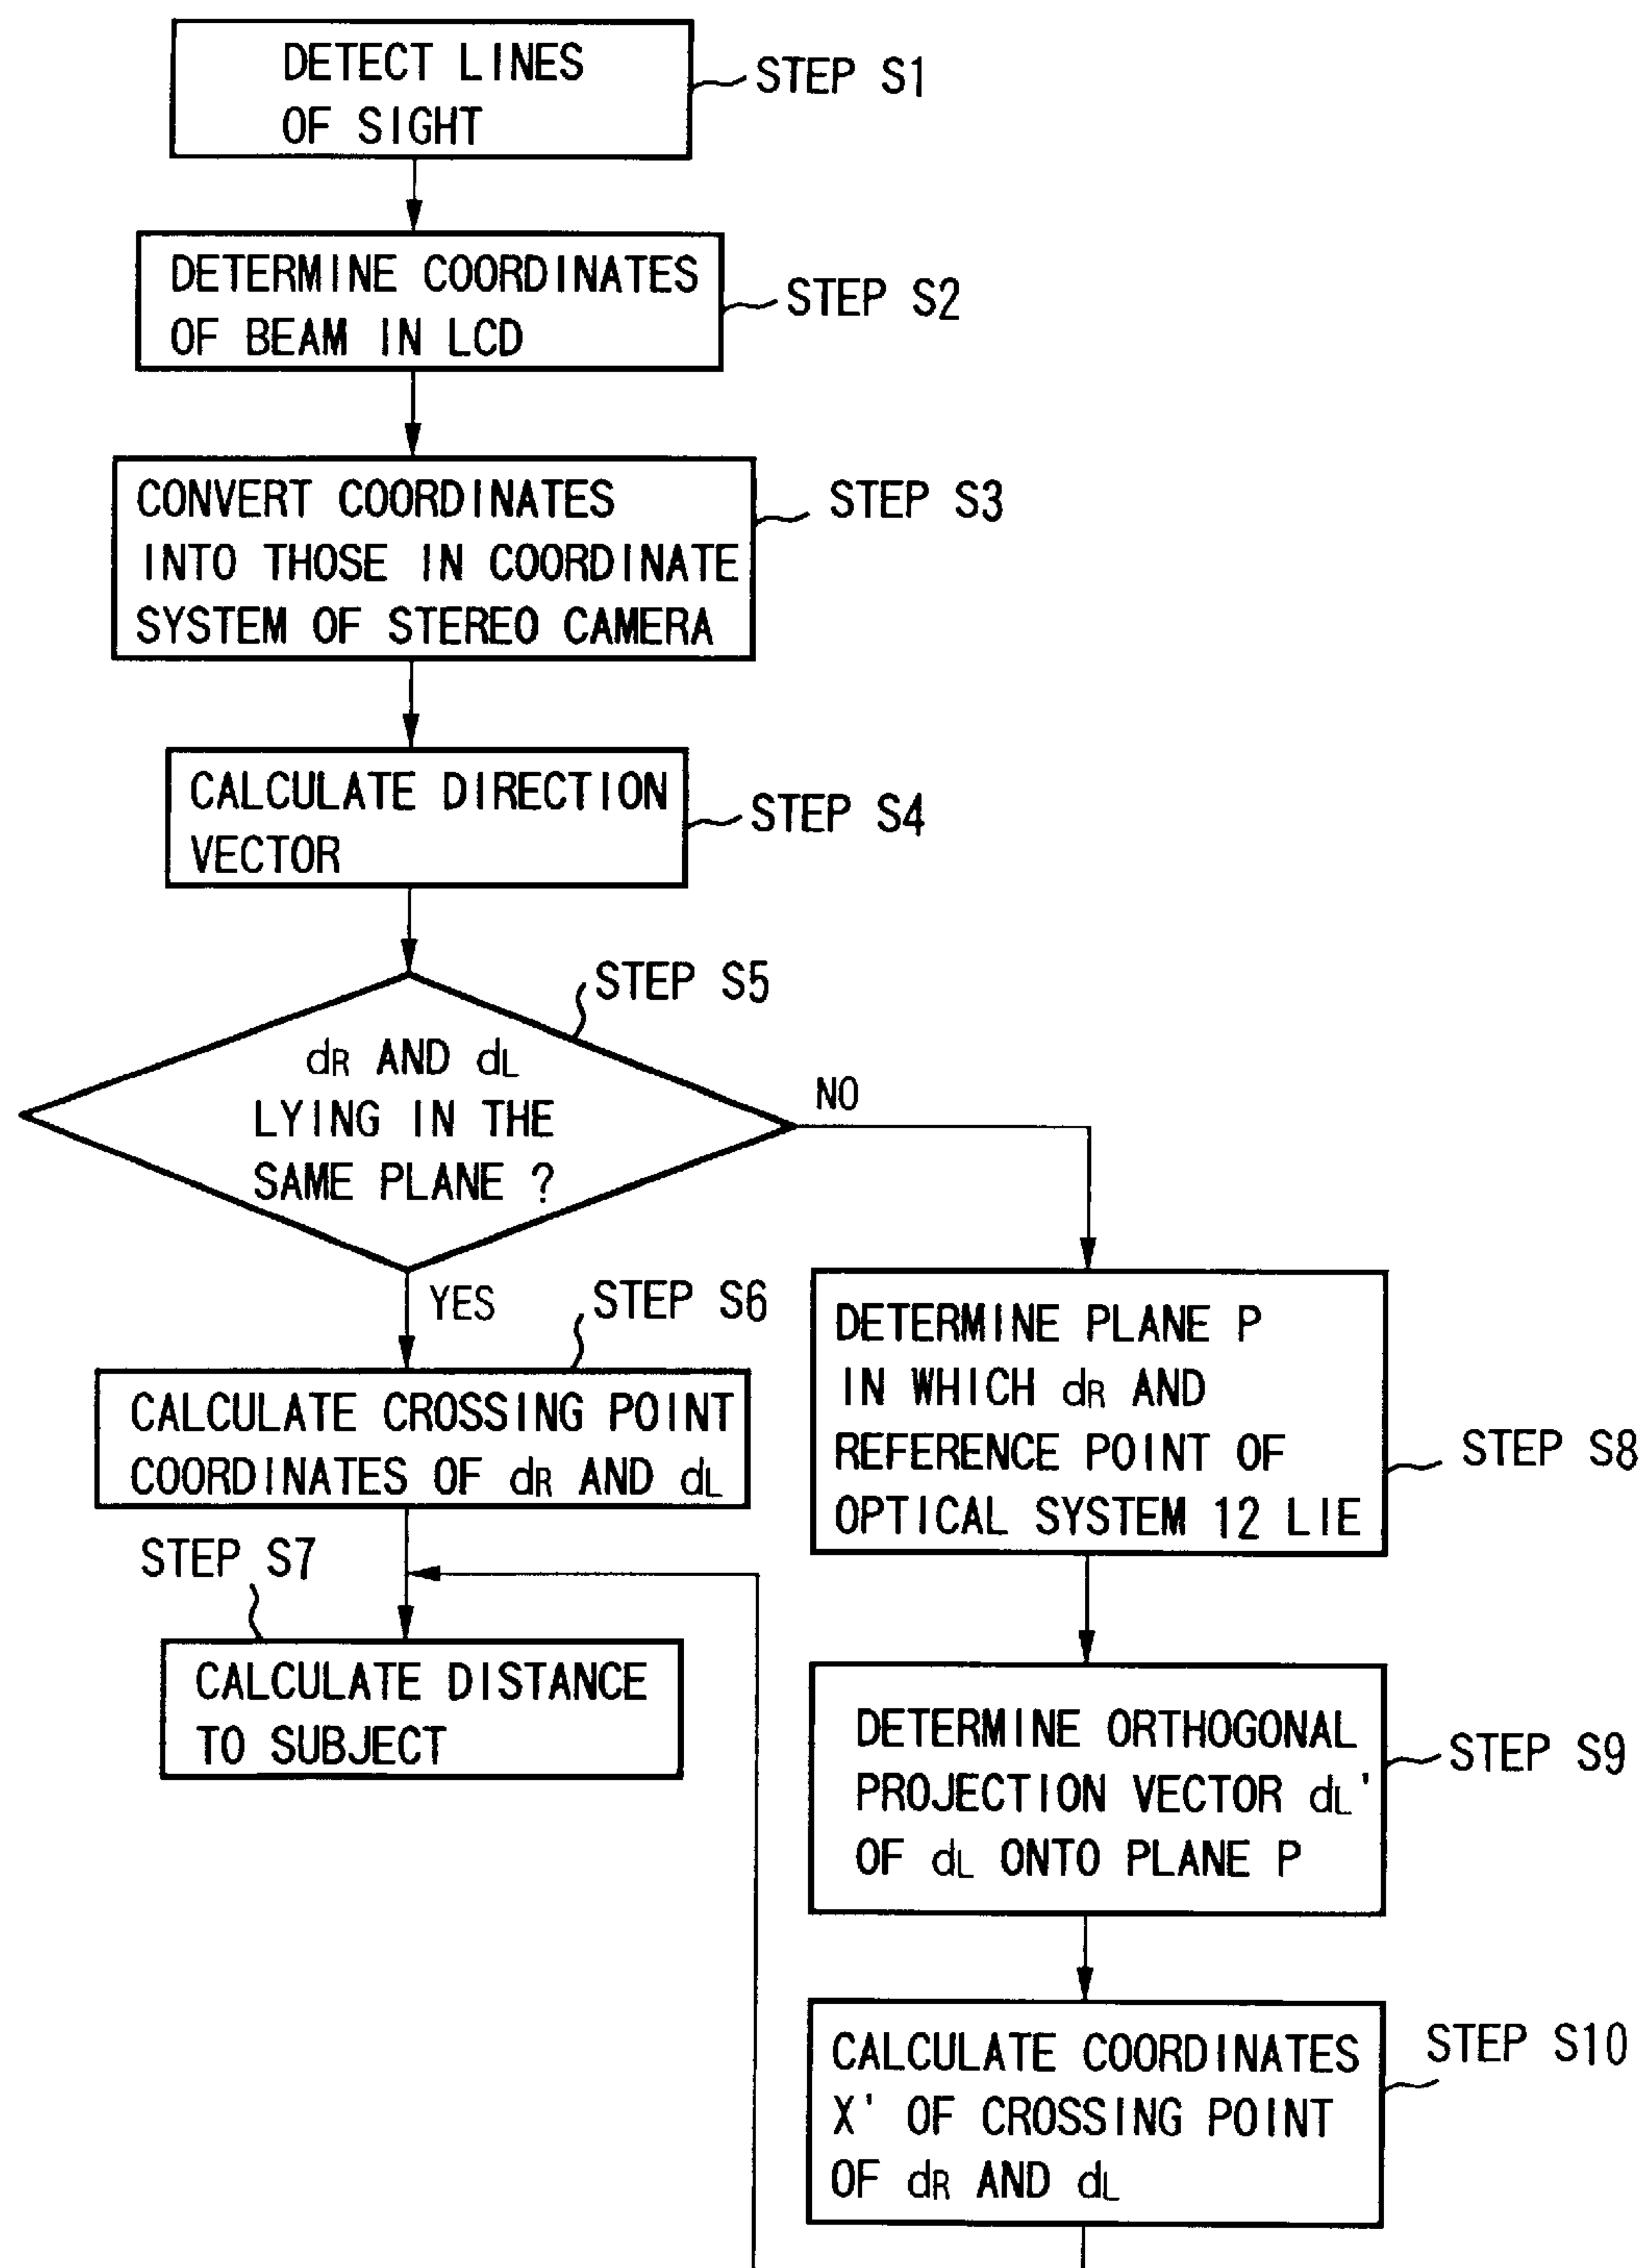 DETECT LINES
OF SIGHT
STEP S1
DETERMINE COORDINATES
OF BEAM IN LCD
STEP S2
CONVERT COORDINATES
INTO THOSE IN COORDINATE
SYSTEM OF STEREO CAMERA
STEP S3
CALCULATE DIRECTION
VECTOR
STEP S4
STEP S5
dR AND dL
LYING IN THE
SAME PLANE ?
NO
YES
STEP S6
CALCULATE CROSSING POINT
COORDINATES OF dR AND dL
STEP S7
CALCULATE DISTANCE
TO SUBJECT
DETERMINE PLANE P
IN WHICH dR AND
REFERENCE POINT OF
OPTICAL SYSTEM 12 LIE
STEP S8
DETERMINE ORTHOGONAL
PROJECTION VECTOR dL'
OF dL ONTO PLANE P
STEP S9
CALCULATE COORDINATES
X' OF CROSSING POINT
OF dR AND dL
STEP S10